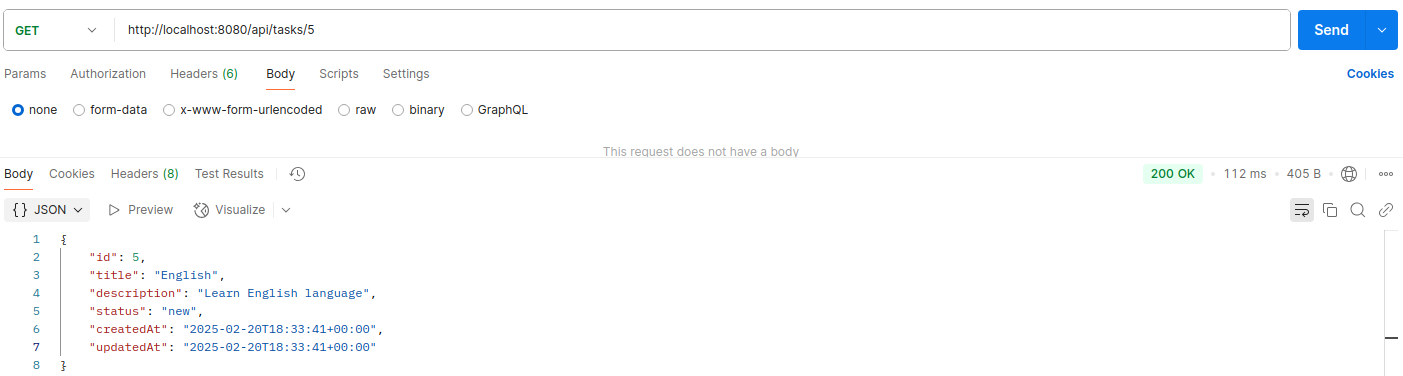 GET http://localhost:8080/api/tasks/5 Send
Params Authorization Headers (6) Body Scripts Settings Cookies
none form-data x-www-form-urlencoded raw binary GraphQL
This request does not have a body
Body Cookies Headers (8) Test Results 200 OK • 112 ms • 405 B
{} JSON Preview Visualize
1 {
2 "id": 5,
3 "title": "English",
4 "description": "Learn English language",
5 "status": "new",
6 "createdAt": "2025-02-20T18:33:41+00:00",
7 "updatedAt": "2025-02-20T18:33:41+00:00"
8 }